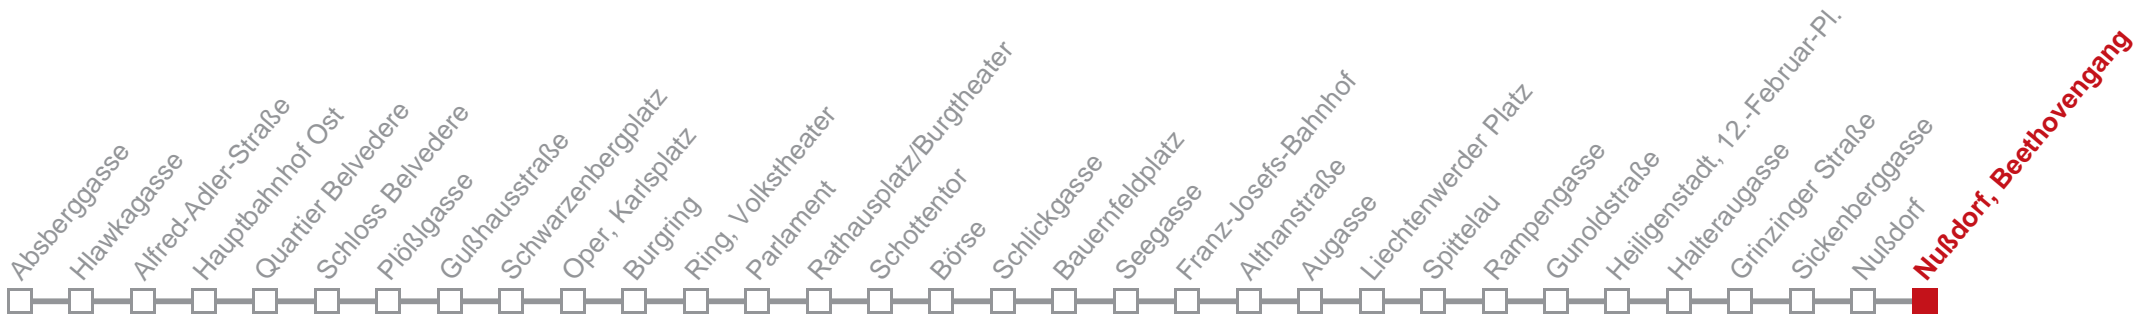 Absberggasse
Hlawkagasse
Alfred-Adler-Straße
Hauptbahnhof Ost
Quartier Belvedere
Schloss Belvedere
Plößlgasse
Gußhausstraße
Schwarzenbergplatz
Oper, Karlsplatz
Burgring
Ring, Volkstheater
Parlament
Rathausplatz/Burgtheater
Schottentor
Börse
Schlickgasse
Bauernfeldplatz
Seegasse
Franz-Josefs-Bahnhof
Althanstraße
Augasse
Liechtenwerder Platz
Spittelau
Rampengasse
Gunoldstraße
Heiligenstadt, 12.-Februar-Pl.
Halteraugasse
Grinzinger Straße
Sickenberggasse
Nußdorf
Nußdorf, Beethovengang